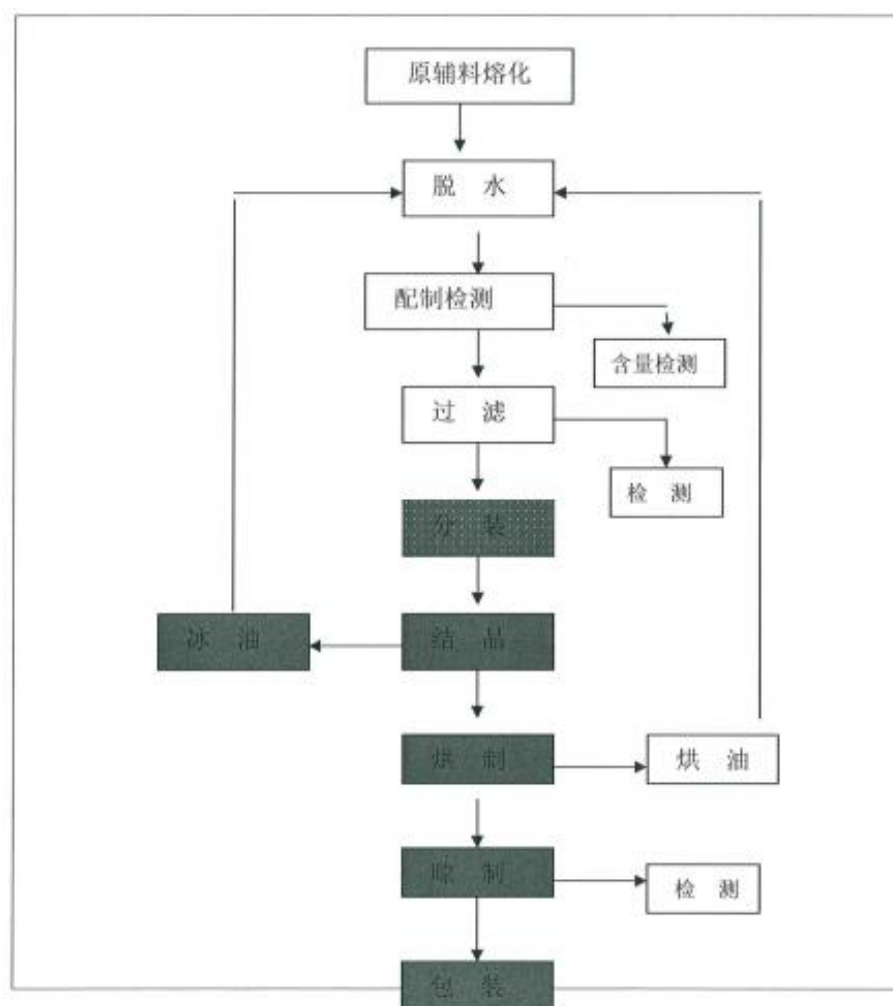 原辅料熔化
脱 水
配制检测
含量检测
过 滤
检 测
分 装
冰 油
结 晶
烘 制
烘 油
晾 制
检 测
包 装